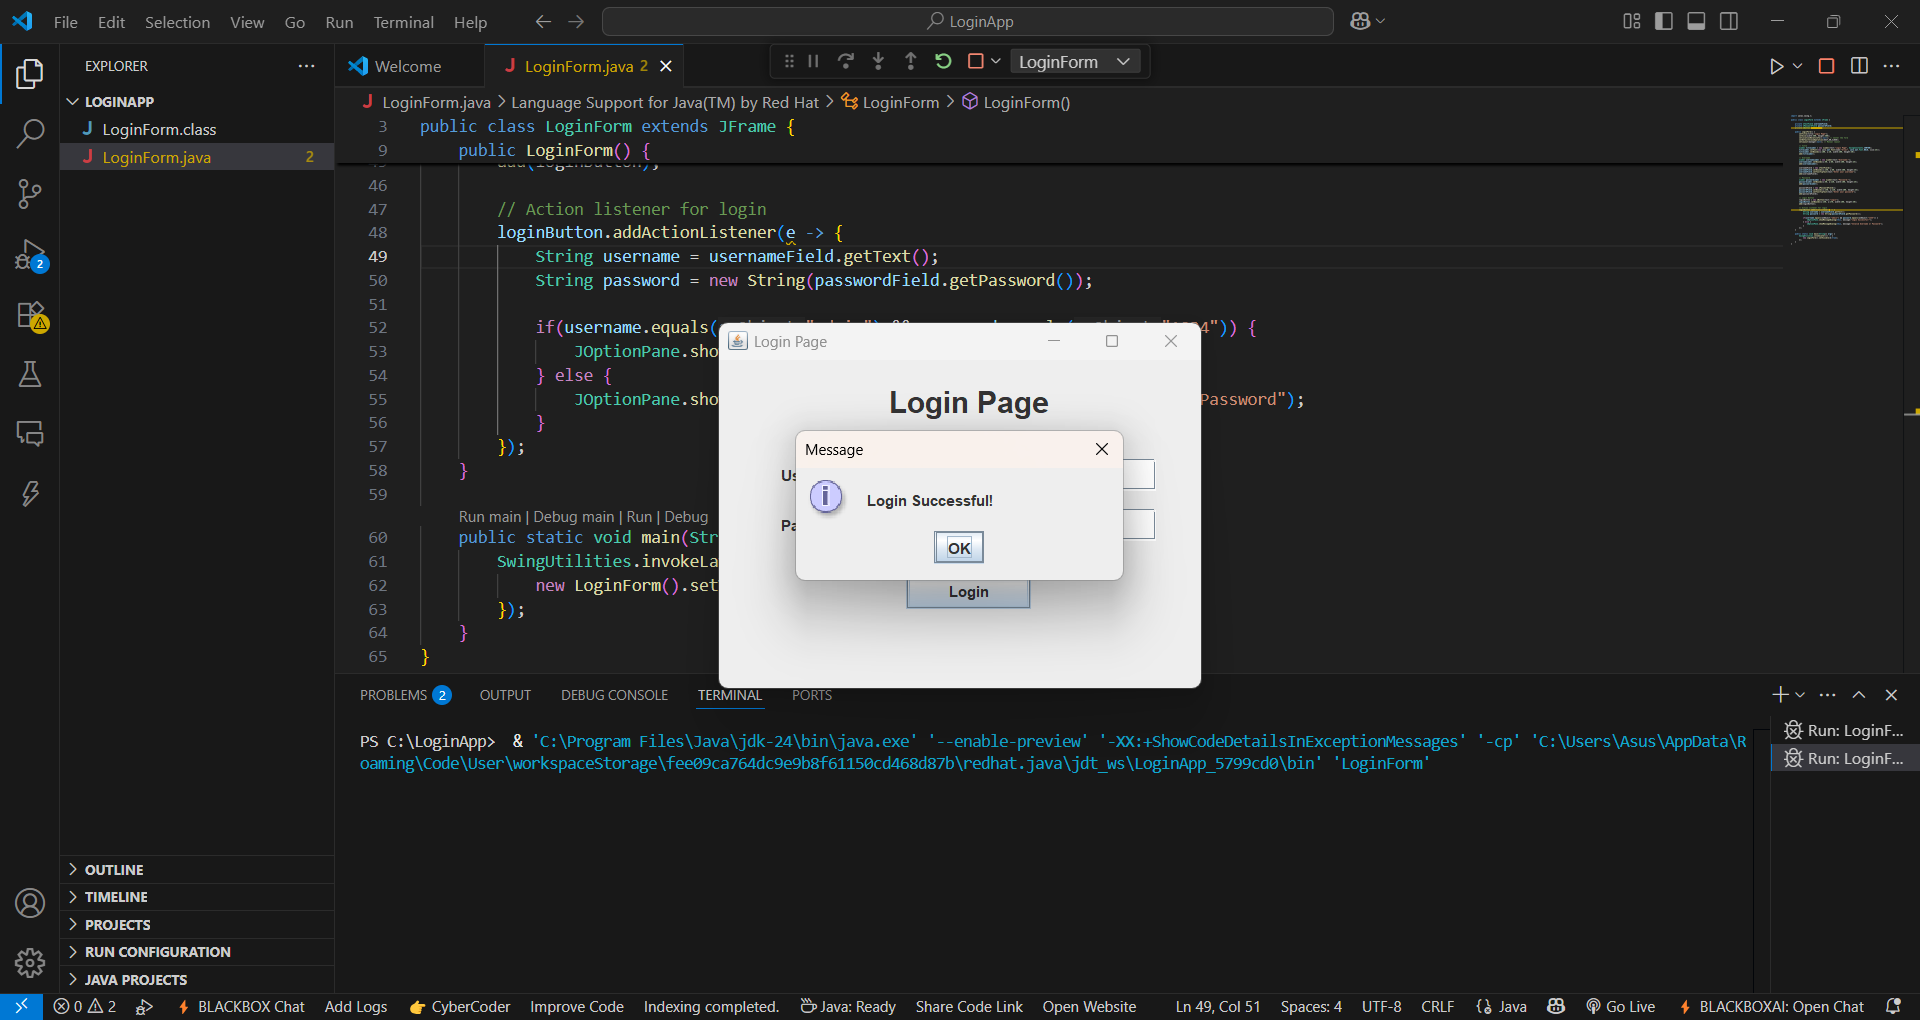 File Edit Selection View Go Run Terminal Help
LoginApp
EXPLORER
LOGINAPP
LoginForm.class
LoginForm.java 2
OUTLINE
TIMELINE
PROJECTS
RUN CONFIGURATION
JAVA PROJECTS
2
Welcome
LoginForm.java 2
LoginForm
LoginForm.java > Language Support for Java(TM) by Red Hat > LoginForm > LoginForm()
3 public class LoginForm extends JFrame {
9 public LoginForm() {
46
47 // Action listener for login
48 loginButton.addActionListener(e -> {
49 String username = usernameField.getText();
50 String password = new String(passwordField.getPassword());
51
52 if(username.equals( ")) {
53 JOptionPane.sho
54 } else {
55 JOptionPane.sho Password");
56 }
57 });
58 }
59
Run main | Debug main | Run | Debug
60 public static void main(Str
61 SwingUtilities.invokeLa
62 new LoginForm().set
63 });
64 }
65 }
Login Page
Login Page
Us
Pa
Login
Message
Login Successful!
OK
PROBLEMS 2 OUTPUT DEBUG CONSOLE TERMINAL PORTS
PS C:\LoginApp> & 'C:\Program Files\Java\jdk-24\bin\java.exe' '--enable-preview' '-XX:+ShowCodeDetailsInExceptionMessages' '-cp' 'C:\Users\Asus\AppData\R
oaming\Code\User\workspaceStorage\fee09ca764dc9e9b8f61150cd468d87b\redhat.java\jdt_ws\LoginApp_5799cd0\bin' 'LoginForm'
Run: LoginF...
Run: LoginF...
0 2 BLACKBOX Chat Add Logs CyberCoder Improve Code Indexing completed. Java: Ready Share Code Link Open Website Ln 49, Col 51 Spaces: 4 UTF-8 CRLF Java Go Live BLACKBOXAI: Open Chat